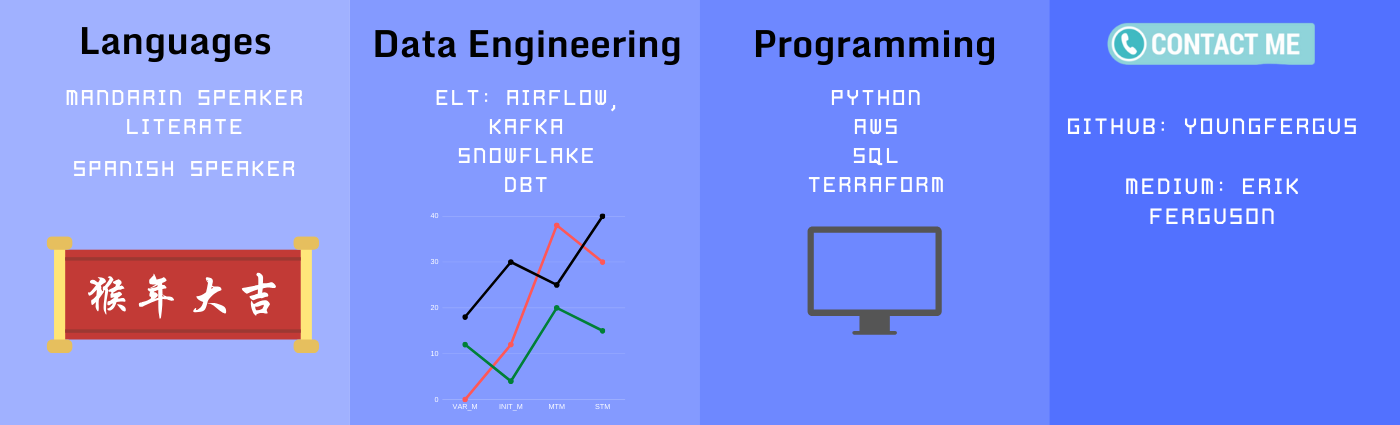 Languages
MANDARIN SPEAKER
LITERATE
SPANISH SPEAKER
猴年大吉
Data Engineering
ELT: AIRFLOW,
KAFKA
SNOWFLAKE
DBT
40
30
20
10
0
VAR_M INIT_M MTM STM
Programming
PYTHON
AWS
SQL
TERRAFORM
CONTACT ME
GITHUB: YOUNGFERGUS
MEDIUM: ERIK
FERGUSON